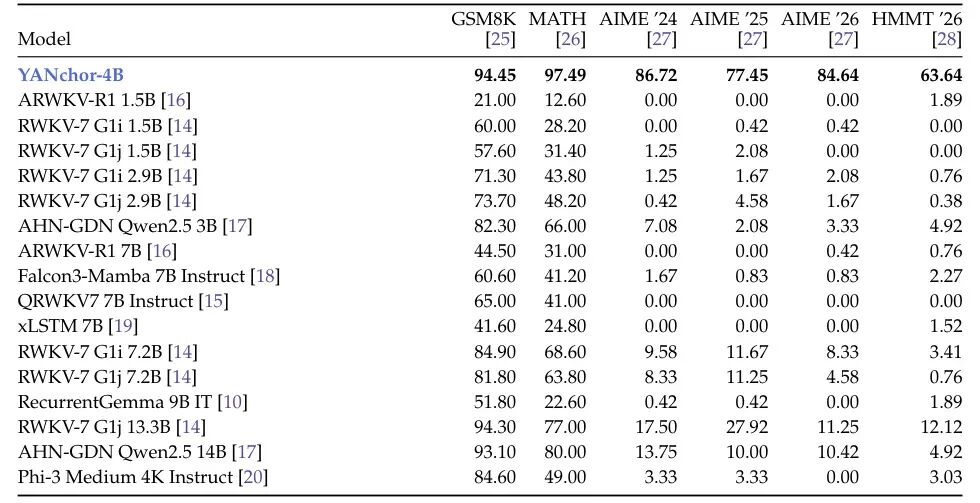 GSM8K MATH AIME ’24 AIME ’25 AIME ’26 HMMT ’26
Model [25] [26] [27] [27] [27] [28]
YANchor-4B 94.45 97.49 86.72 77.45 84.64 63.64
ARWKV-R1 1.5B [16] 21.00 12.60 0.00 0.00 0.00 1.89
RWKV-7 G1i 1.5B [14] 60.00 28.20 0.00 0.42 0.42 0.00
RWKV-7 G1j 1.5B [14] 57.60 31.40 1.25 2.08 0.00 0.00
RWKV-7 G1i 2.9B [14] 71.30 43.80 1.25 1.67 2.08 0.76
RWKV-7 G1j 2.9B [14] 73.70 48.20 0.42 4.58 1.67 0.38
AHN-GDN Qwen2.5 3B [17] 82.30 66.00 7.08 2.08 3.33 4.92
ARWKV-R1 7B [16] 44.50 31.00 0.00 0.00 0.42 0.76
Falcon3-Mamba 7B Instruct [18] 60.60 41.20 1.67 0.83 0.83 2.27
QRWKV7 7B Instruct [15] 65.00 41.00 0.00 0.00 0.00 0.00
xLSTM 7B [19] 41.60 24.80 0.00 0.00 0.00 1.52
RWKV-7 G1i 7.2B [14] 84.90 68.60 9.58 11.67 8.33 3.41
RWKV-7 G1j 7.2B [14] 81.80 63.80 8.33 11.25 4.58 0.76
RecurrentGemma 9B IT [10] 51.80 22.60 0.42 0.42 0.00 1.89
RWKV-7 G1j 13.3B [14] 94.30 77.00 17.50 27.92 11.25 12.12
AHN-GDN Qwen2.5 14B [17] 93.10 80.00 13.75 10.00 10.42 4.92
Phi-3 Medium 4K Instruct [20] 84.60 49.00 3.33 3.33 0.00 3.03